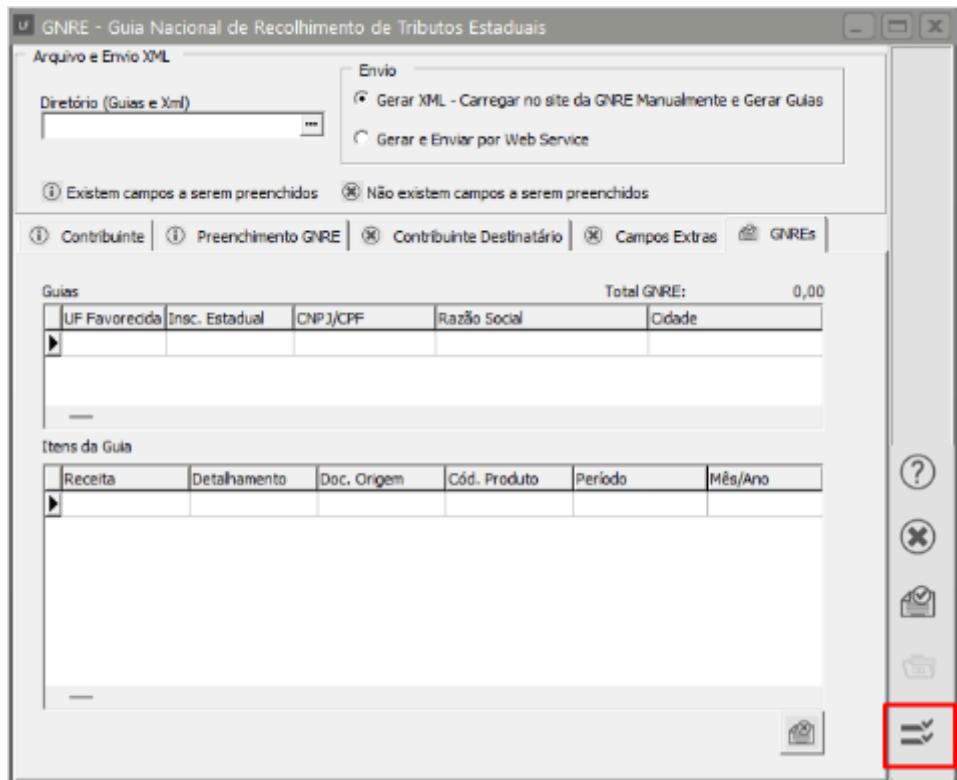 GNRE - Guia Nacional de Recolhimento de Tributos Estaduais
Arquivo e Envio XML
Envio
Diretório (Guias e Xml)
Gerar XML - Carregar no site da GNRE Manualmente e Gerar Guias
Gerar e Enviar por Web Service
Existem campos a serem preenchidos Não existem campos a serem preenchidos
Contribuinte Preenchimento GNRE Contribuinte Destinatário Campos Extras GNREs
Guias Total GNRE: 0,00
UF Favorecida Insc. Estadual CNPJ/CPF Razão Social Cidade
Itens da Guia
Receita Detalhamento Doc. Origem Cód. Produto Período Mês/Ano